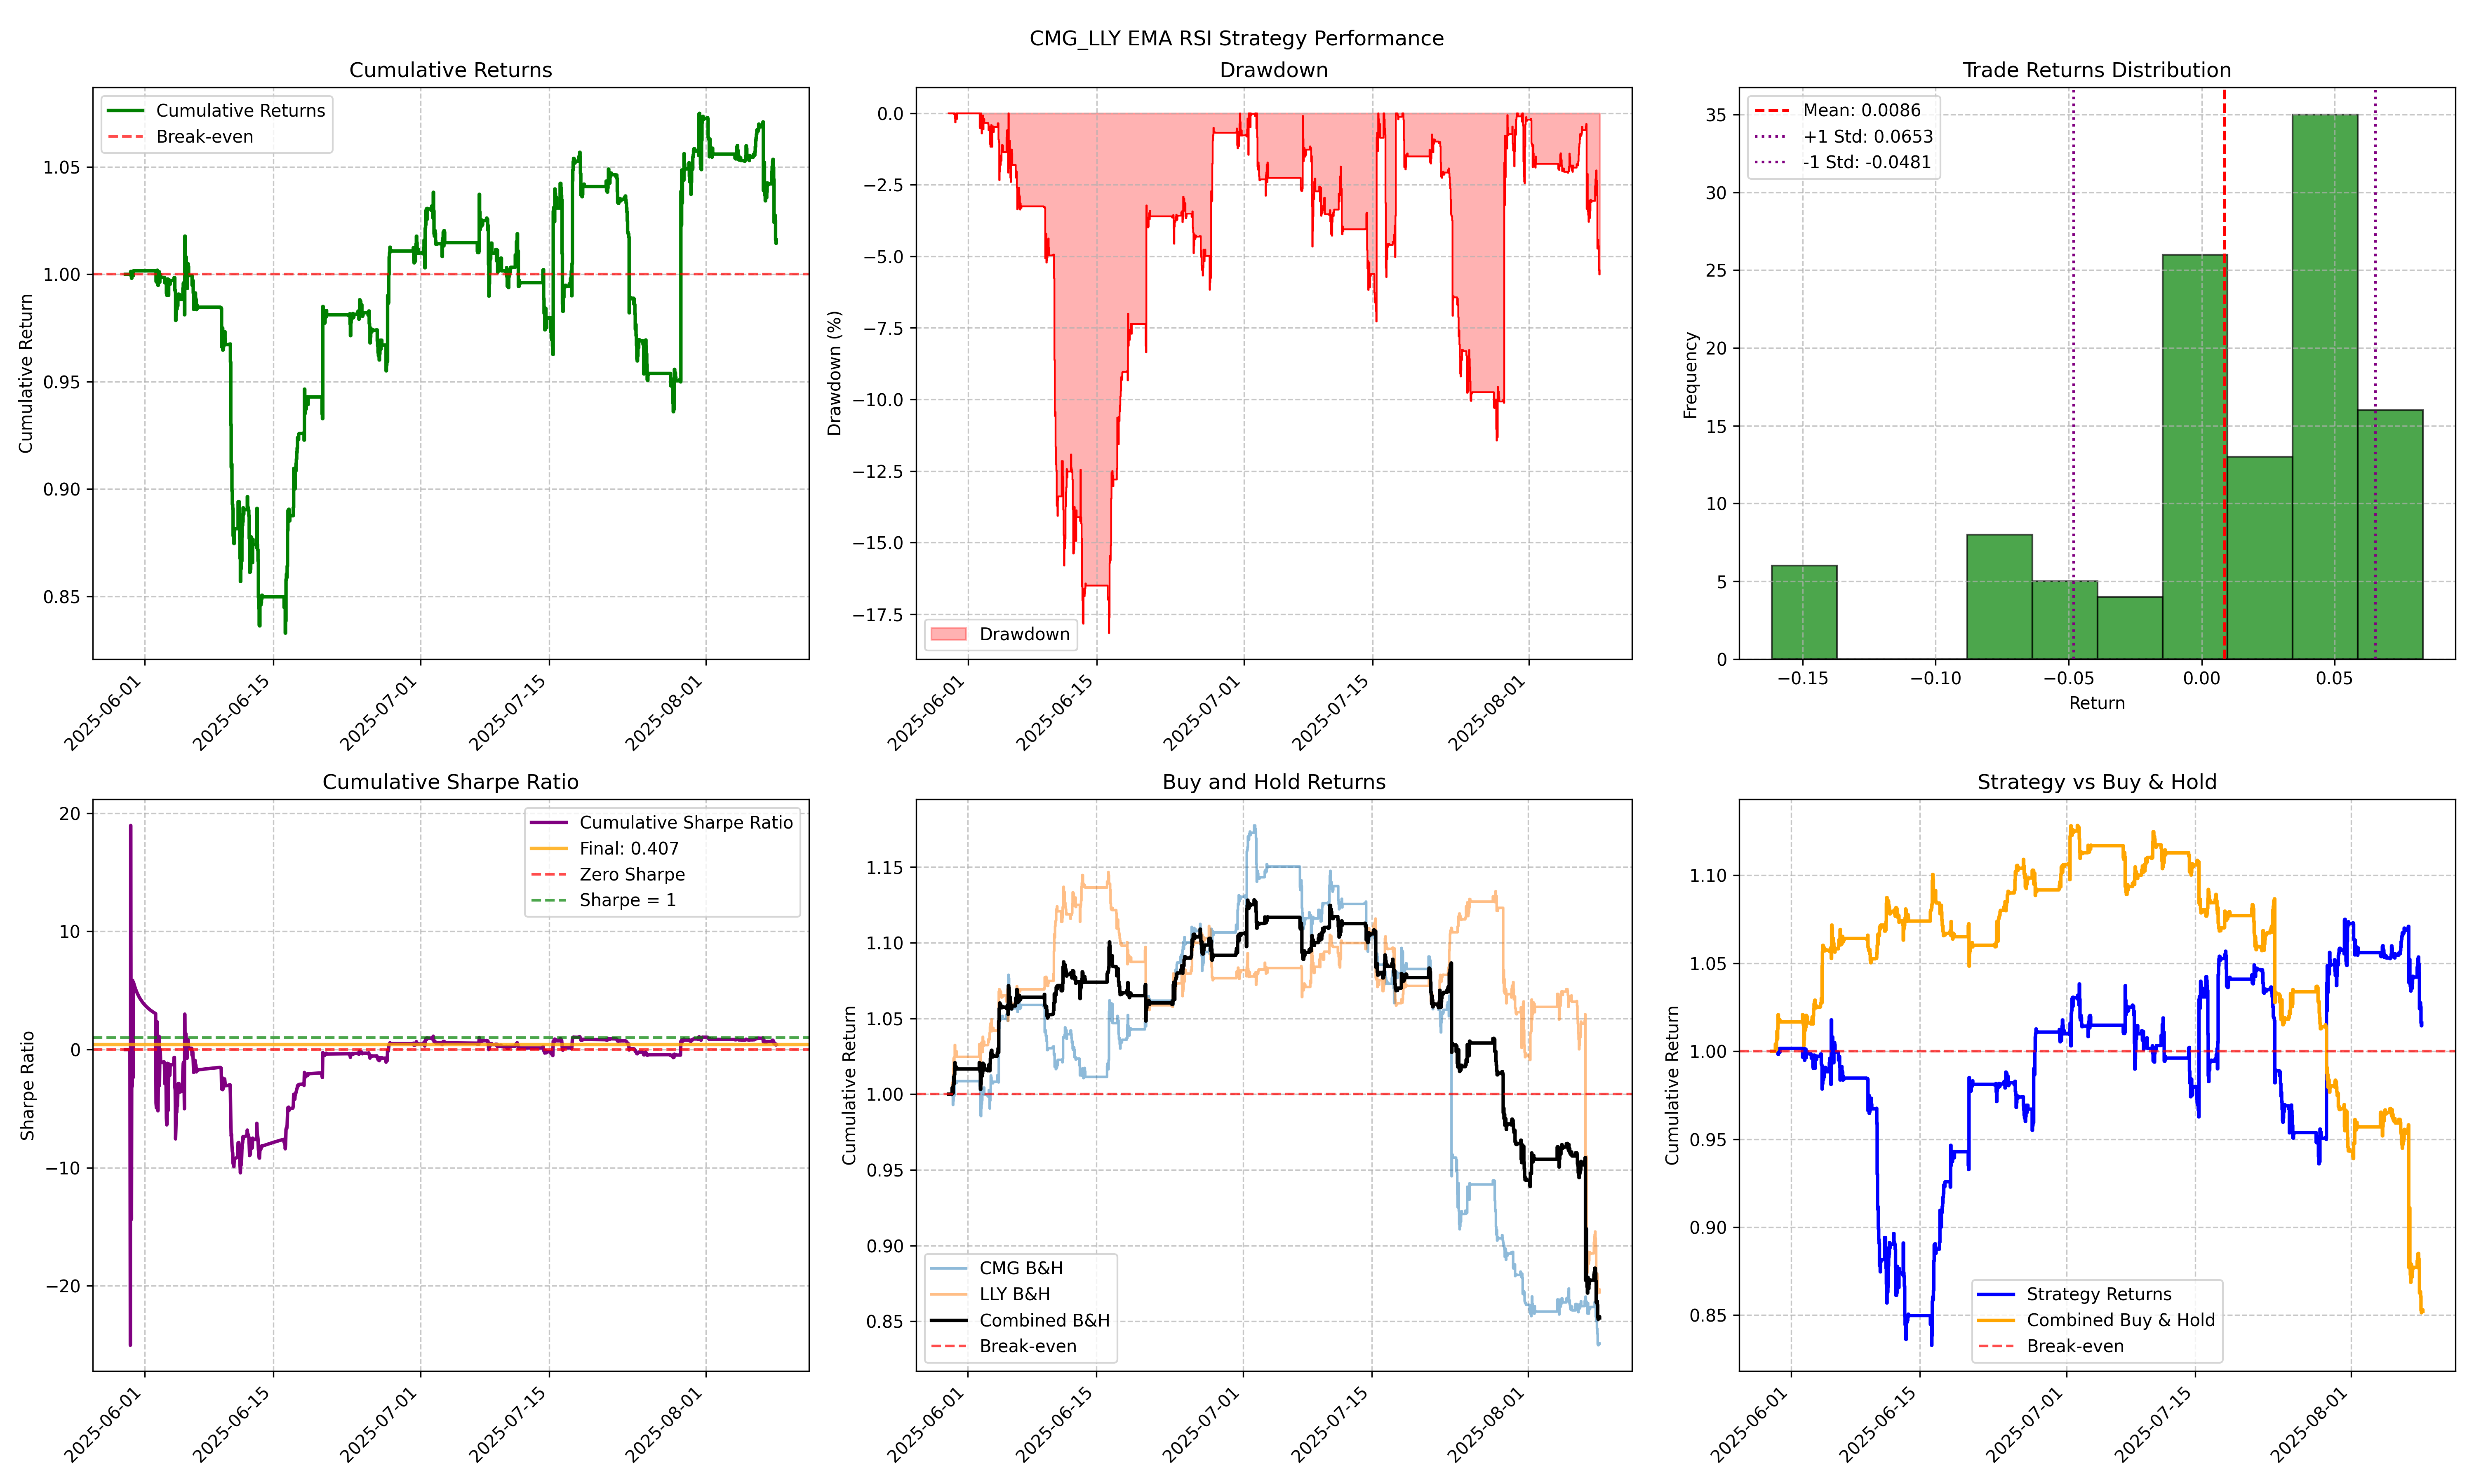 CMG_LLY EMA RSI Strategy Performance
Cumulative Returns
Cumulative Returns
Break-even
1.05
1.00
0.95
0.90
0.85
Cumulative Return
2025-06-01
2025-06-15
2025-07-01
2025-07-15
2025-08-01
Drawdown
0.0
−2.5
−5.0
−7.5
−10.0
−12.5
−15.0
−17.5
Drawdown (%)
Drawdown
2025-06-01
2025-06-15
2025-07-01
2025-07-15
2025-08-01
Trade Returns Distribution
Mean: 0.0086
+1 Std: 0.0653
-1 Std: -0.0481
35
30
25
20
15
10
5
0
Frequency
−0.15
−0.10
−0.05
0.00
0.05
Return
Cumulative Sharpe Ratio
Cumulative Sharpe Ratio
Final: 0.407
Zero Sharpe
Sharpe = 1
20
10
0
−10
−20
Sharpe Ratio
2025-06-01
2025-06-15
2025-07-01
2025-07-15
2025-08-01
Buy and Hold Returns
1.15
1.10
1.05
1.00
0.95
0.90
0.85
Cumulative Return
CMG B&H
LLY B&H
Combined B&H
Break-even
2025-06-01
2025-06-15
2025-07-01
2025-07-15
2025-08-01
Strategy vs Buy & Hold
1.10
1.05
1.00
0.95
0.90
0.85
Cumulative Return
Strategy Returns
Combined Buy & Hold
Break-even
2025-06-01
2025-06-15
2025-07-01
2025-07-15
2025-08-01